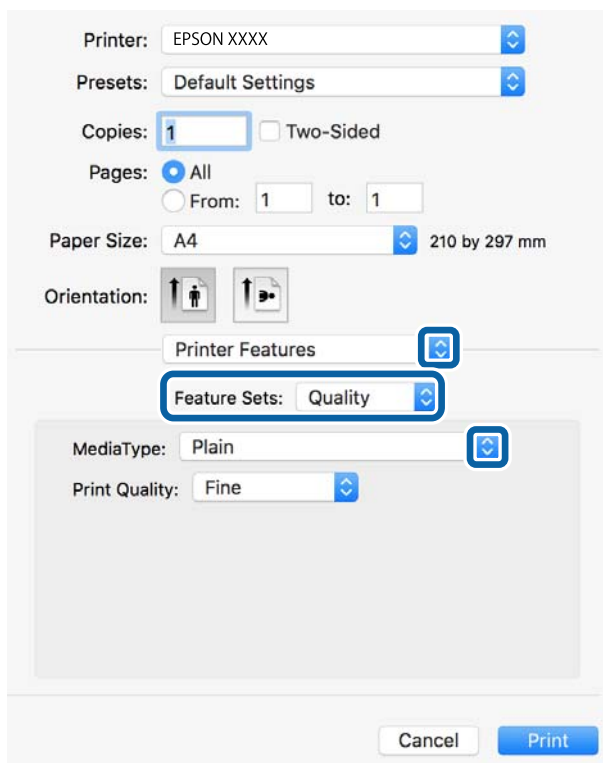 Printer: EPSON XXXX
Presets: Default Settings
Copies: 1 Two-Sided
Pages: All
From: 1 to: 1
Paper Size: A4 210 by 297 mm
Orientation:
Printer Features
Feature Sets: Quality
MediaType: Plain
Print Quality: Fine
Cancel Print